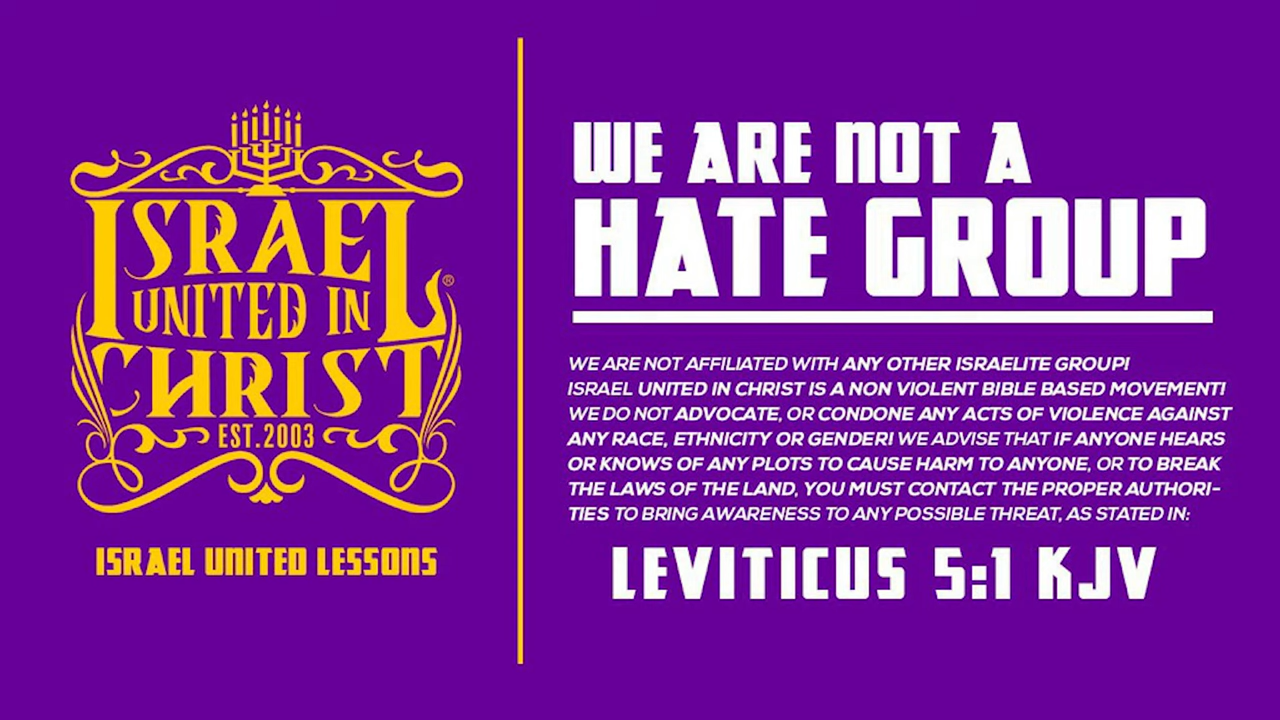 ISRAEL
UNITED IN
CHRIST
EST.2003
®
ISRAEL UNITED LESSONS
WE ARE NOT A
HATE GROUP
WE ARE NOT AFFILIATED WITH ANY OTHER ISRAELITE GROUP!
ISRAEL UNITED IN CHRIST IS A NON VIOLENT BIBLE BASED MOVEMENT!
WE DO NOT ADVOCATE, OR CONDONE ANY ACTS OF VIOLENCE AGAINST
ANY RACE, ETHNICITY OR GENDER! WE ADVISE THAT IF ANYONE HEARS
OR KNOWS OF ANY PLOTS TO CAUSE HARM TO ANYONE, OR TO BREAK
THE LAWS OF THE LAND, YOU MUST CONTACT THE PROPER AUTHORI-
TIES TO BRING AWARENESS TO ANY POSSIBLE THREAT, AS STATED IN:
LEVITICUS 5:1 KJV